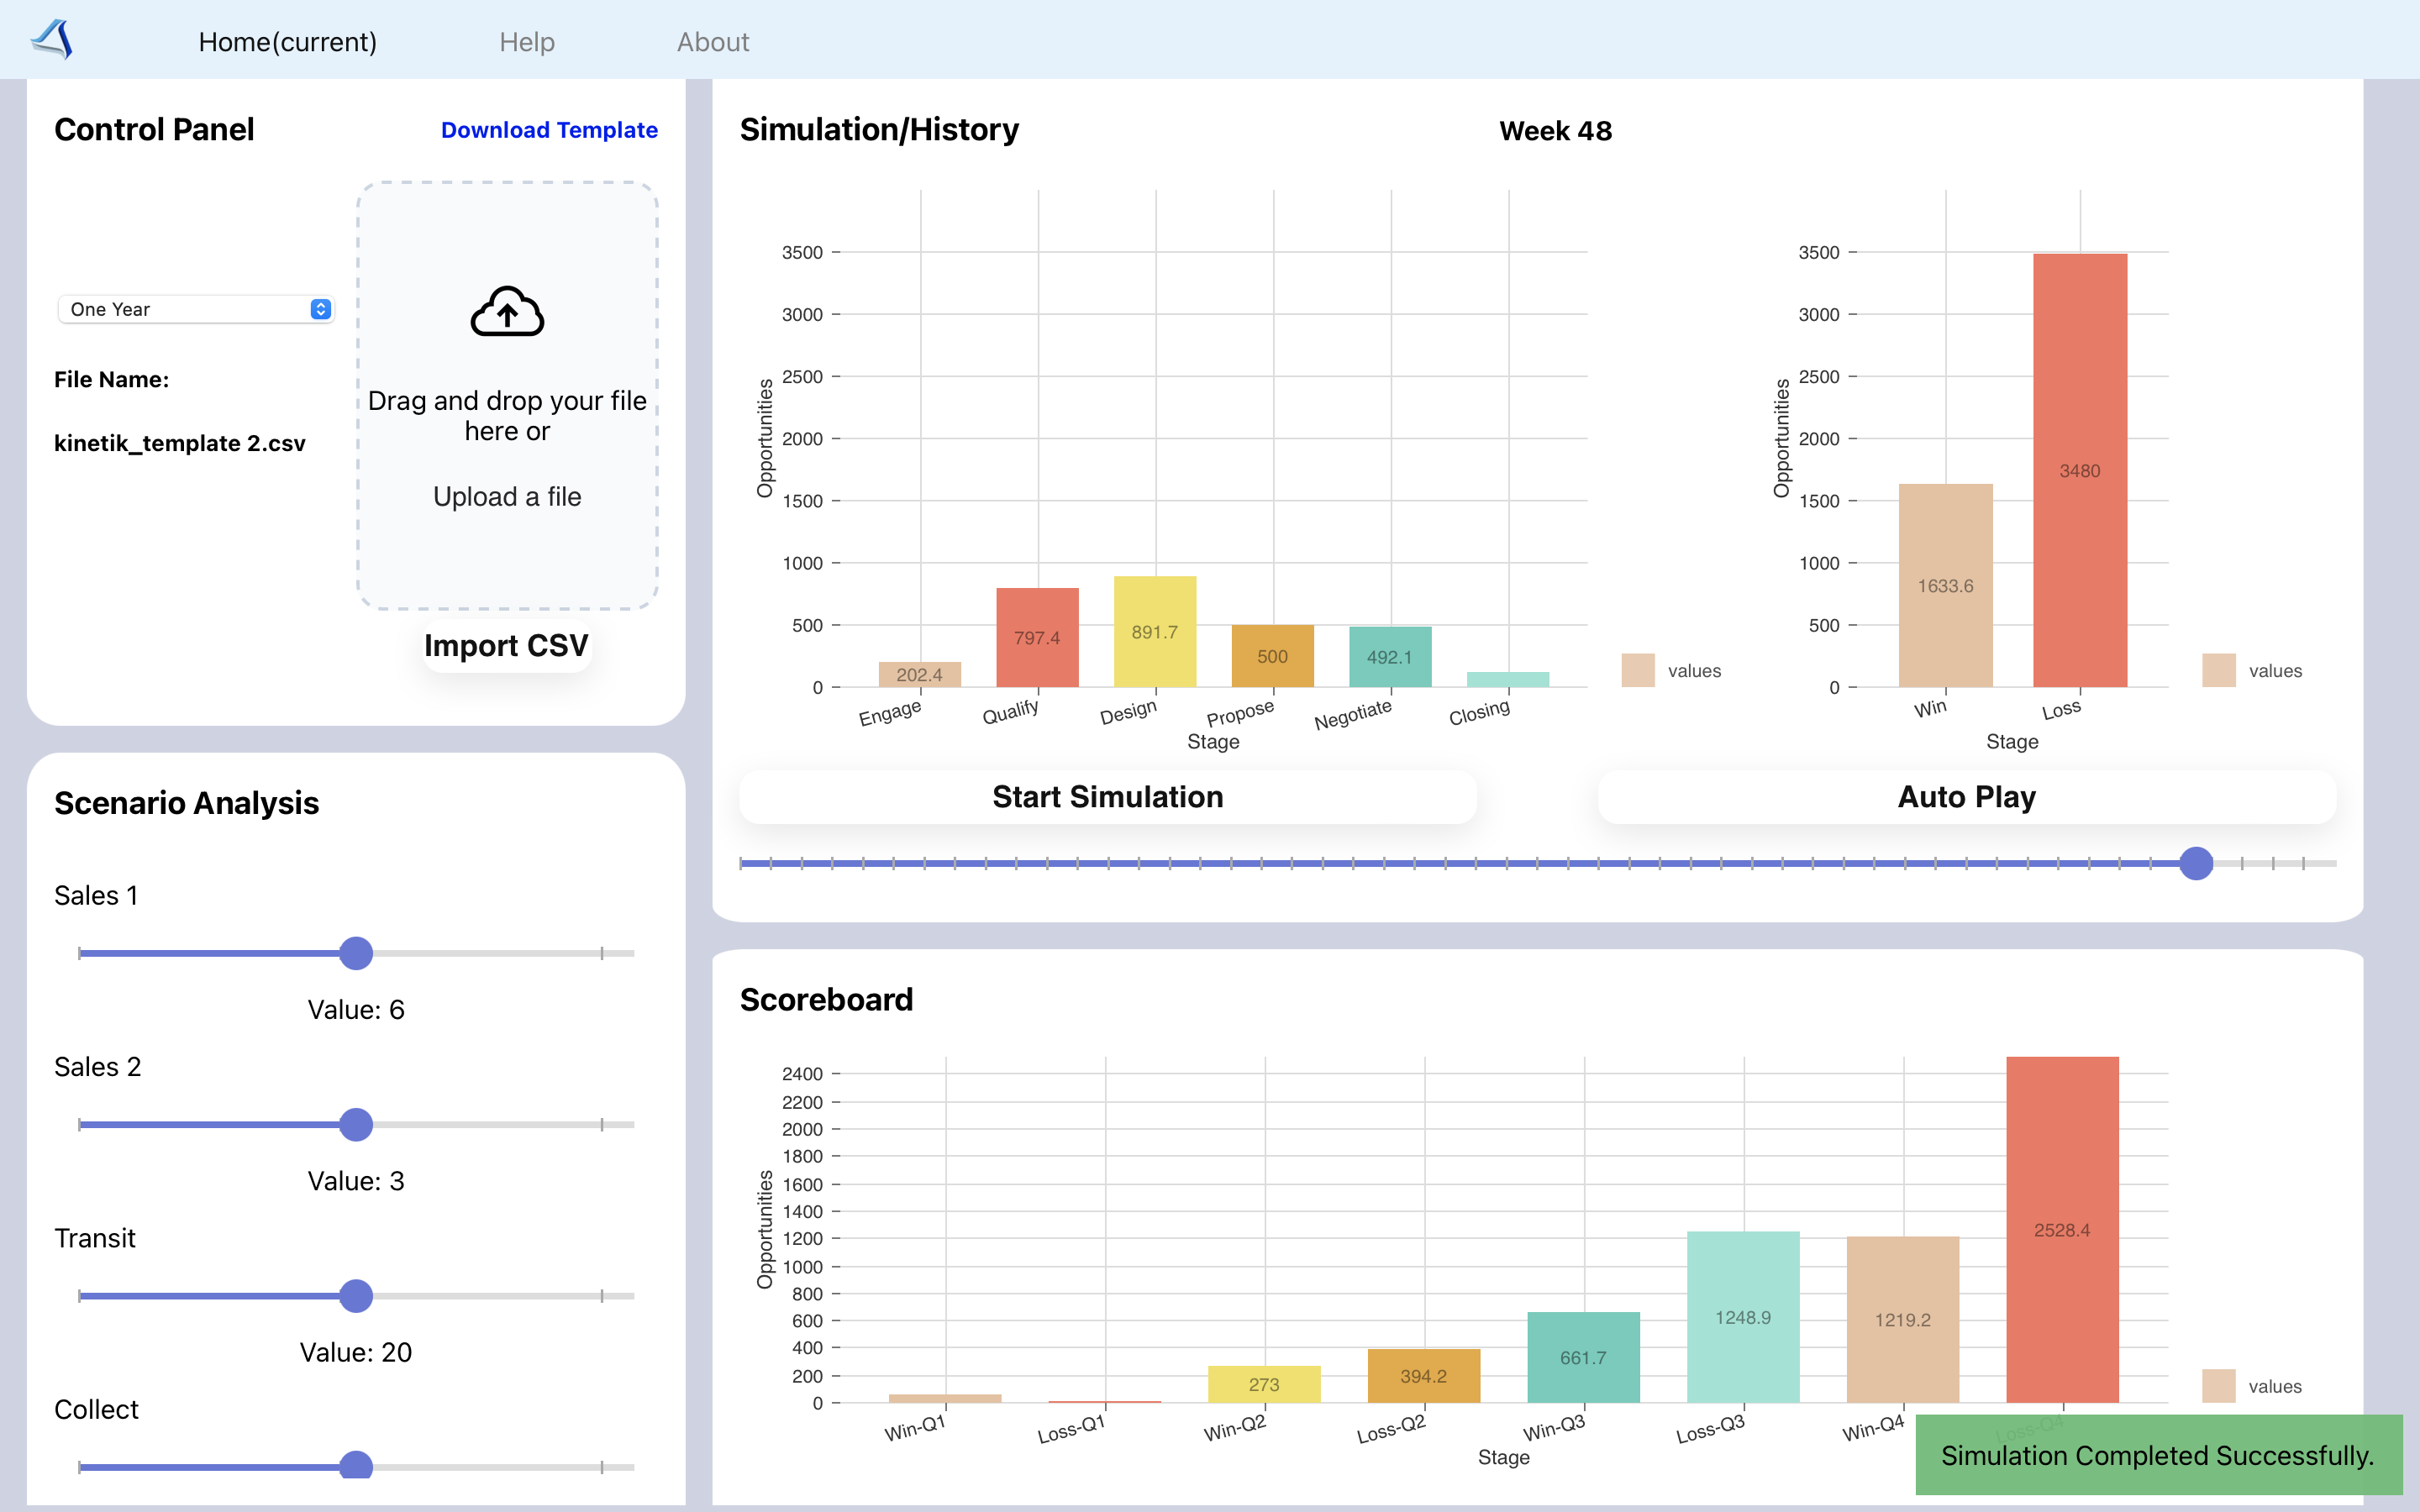 Home(current)
Help
About
Control Panel
Download Template
One Year
File Name:
kinetik_template 2.csv
Drag and drop your file
here or
Upload a file
Import CSV
Scenario Analysis
Sales 1
Value: 6
Sales 2
Value: 3
Transit
Value: 20
Collect
Simulation/History
Week 48
3500
3000
2500
2000
1500
1000
500
0
Opportunities
202.4
797.4
891.7
500
492.1
Engage
Qualify
Design
Propose
Negotiate
Closing
Stage
values
3500
3000
2500
2000
1500
1000
500
0
Opportunities
1633.6
3480
Win
Loss
Stage
values
Start Simulation
Auto Play
Scoreboard
2400
2200
2000
1800
1600
1400
1200
1000
800
600
400
200
0
Opportunities
273
394.2
661.7
1248.9
1219.2
2528.4
Win-Q1
Loss-Q1
Win-Q2
Loss-Q2
Win-Q3
Loss-Q3
Win-Q4
Loss-Q4
Stage
values
Simulation Completed Successfully.